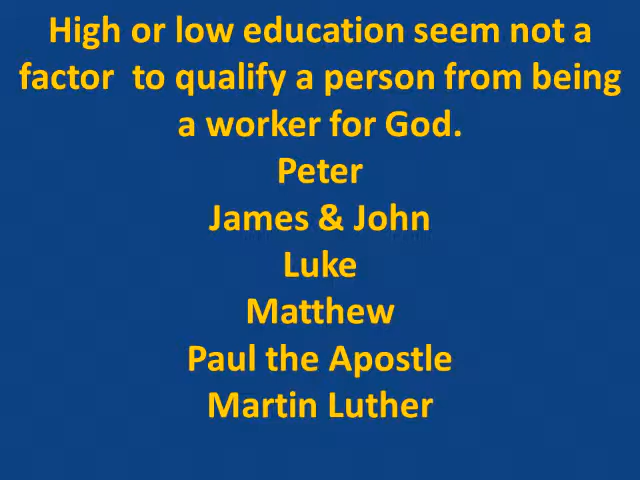 High or low education seem not a
factor  to qualify a person from being
a worker for God.
Peter
James & John
Luke
Matthew
Paul the Apostle
Martin Luther